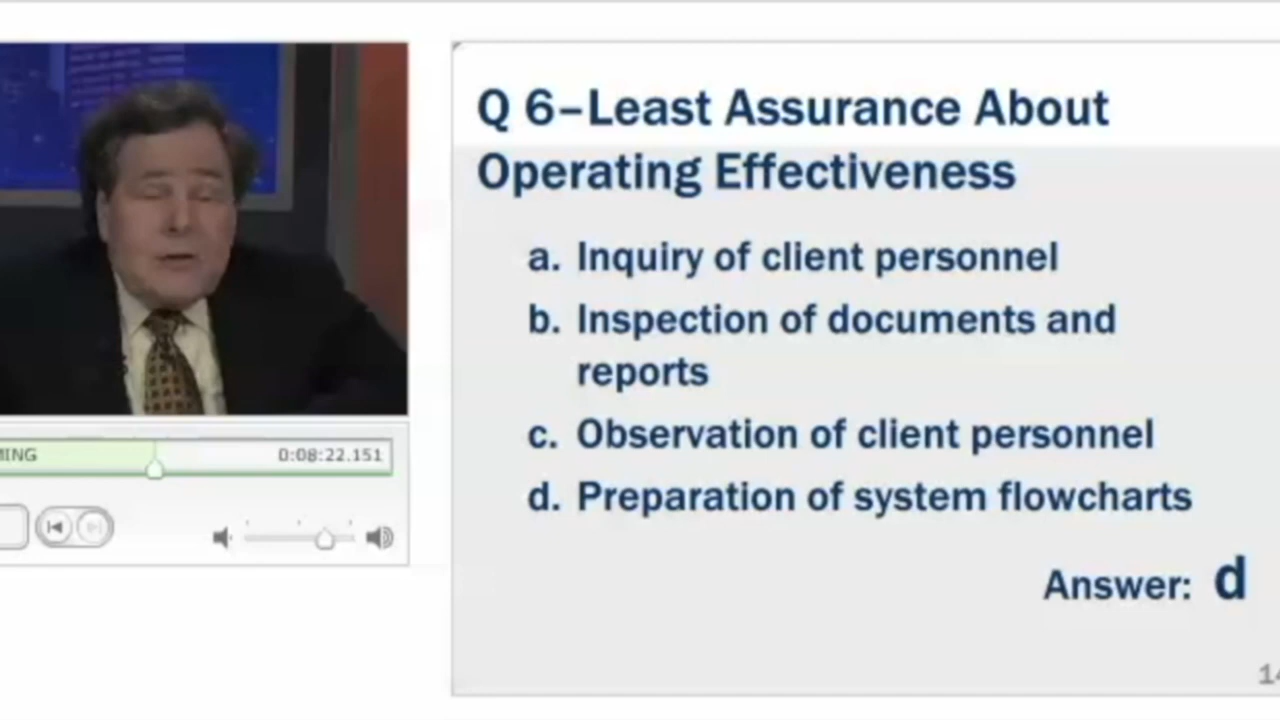 Q 6–Least Assurance About
Operating Effectiveness
a. Inquiry of client personnel
b. Inspection of documents and
reports
c. Observation of client personnel
d. Preparation of system flowcharts
Answer: d
14
MING
0:08:22.151